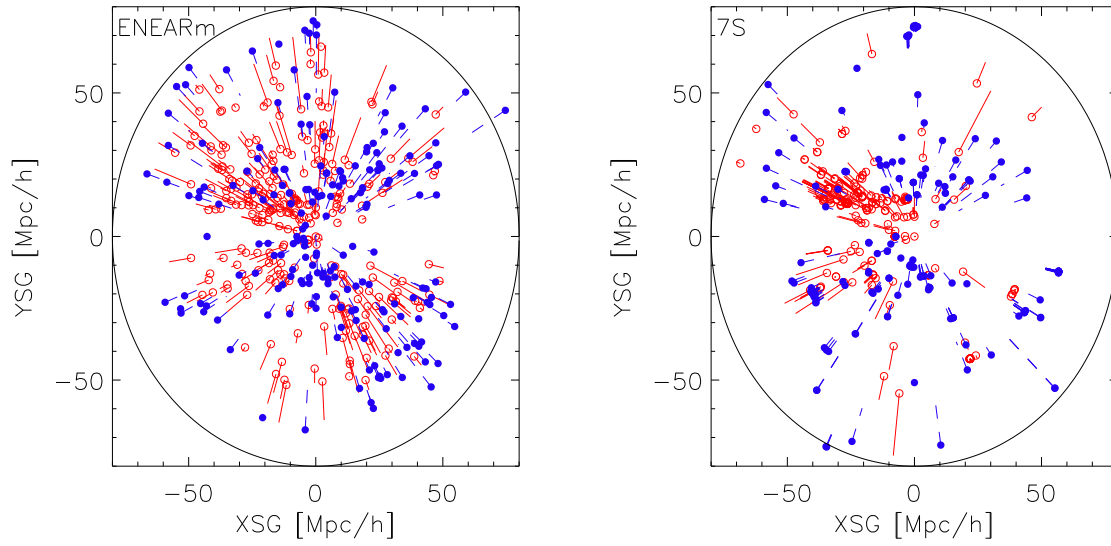 ENEARm
7S
50
0
−50
YSG [Mpc/h]
−50 0 50
XSG [Mpc/h]
50
0
−50
YSG [Mpc/h]
−50 0 50
XSG [Mpc/h]